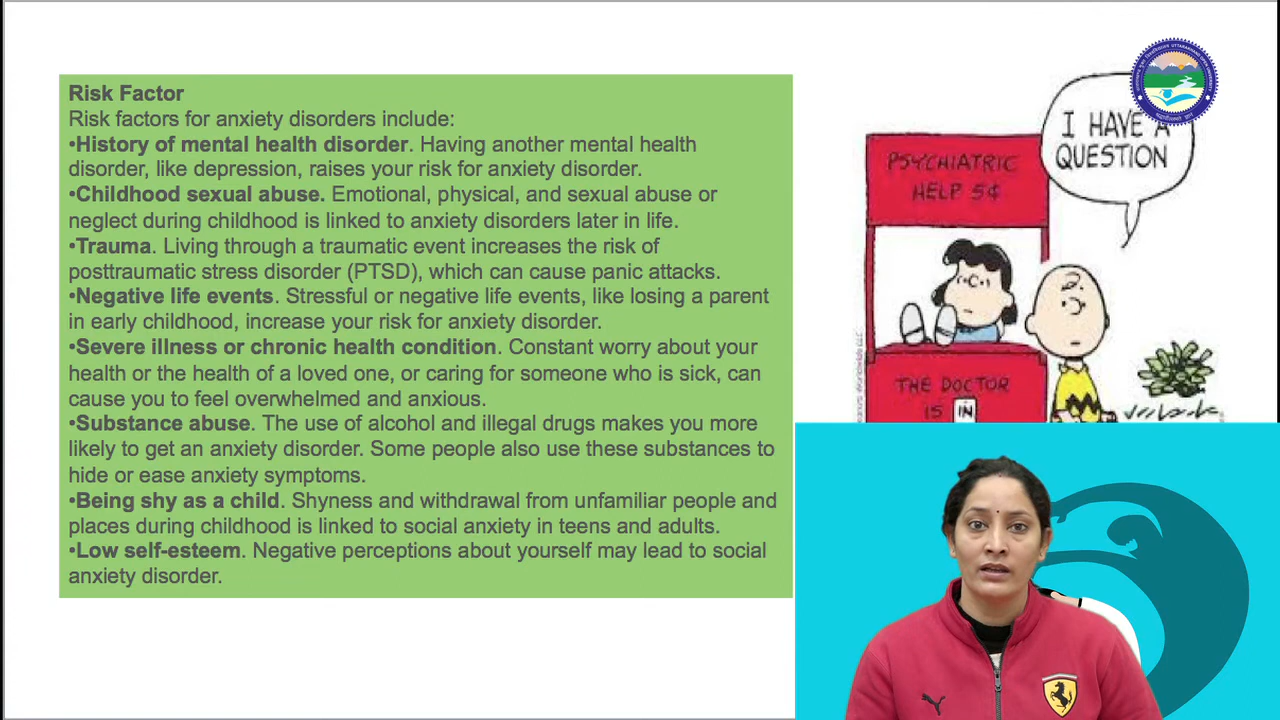 Risk Factor
Risk factors for anxiety disorders include:
•History of mental health disorder. Having another mental health
disorder, like depression, raises your risk for anxiety disorder.
•Childhood sexual abuse. Emotional, physical, and sexual abuse or
neglect during childhood is linked to anxiety disorders later in life.
•Trauma. Living through a traumatic event increases the risk of
posttraumatic stress disorder (PTSD), which can cause panic attacks.
•Negative life events. Stressful or negative life events, like losing a parent
in early childhood, increase your risk for anxiety disorder.
•Severe illness or chronic health condition. Constant worry about your
health or the health of a loved one, or caring for someone who is sick, can
cause you to feel overwhelmed and anxious.
•Substance abuse. The use of alcohol and illegal drugs makes you more
likely to get an anxiety disorder. Some people also use these substances to
hide or ease anxiety symptoms.
•Being shy as a child. Shyness and withdrawal from unfamiliar people and
places during childhood is linked to social anxiety in teens and adults.
•Low self-esteem. Negative perceptions about yourself may lead to social
anxiety disorder.
I HAVE A
QUESTION
PSYCHIATRIC
HELP 5¢
THE DOCTOR
IS IN